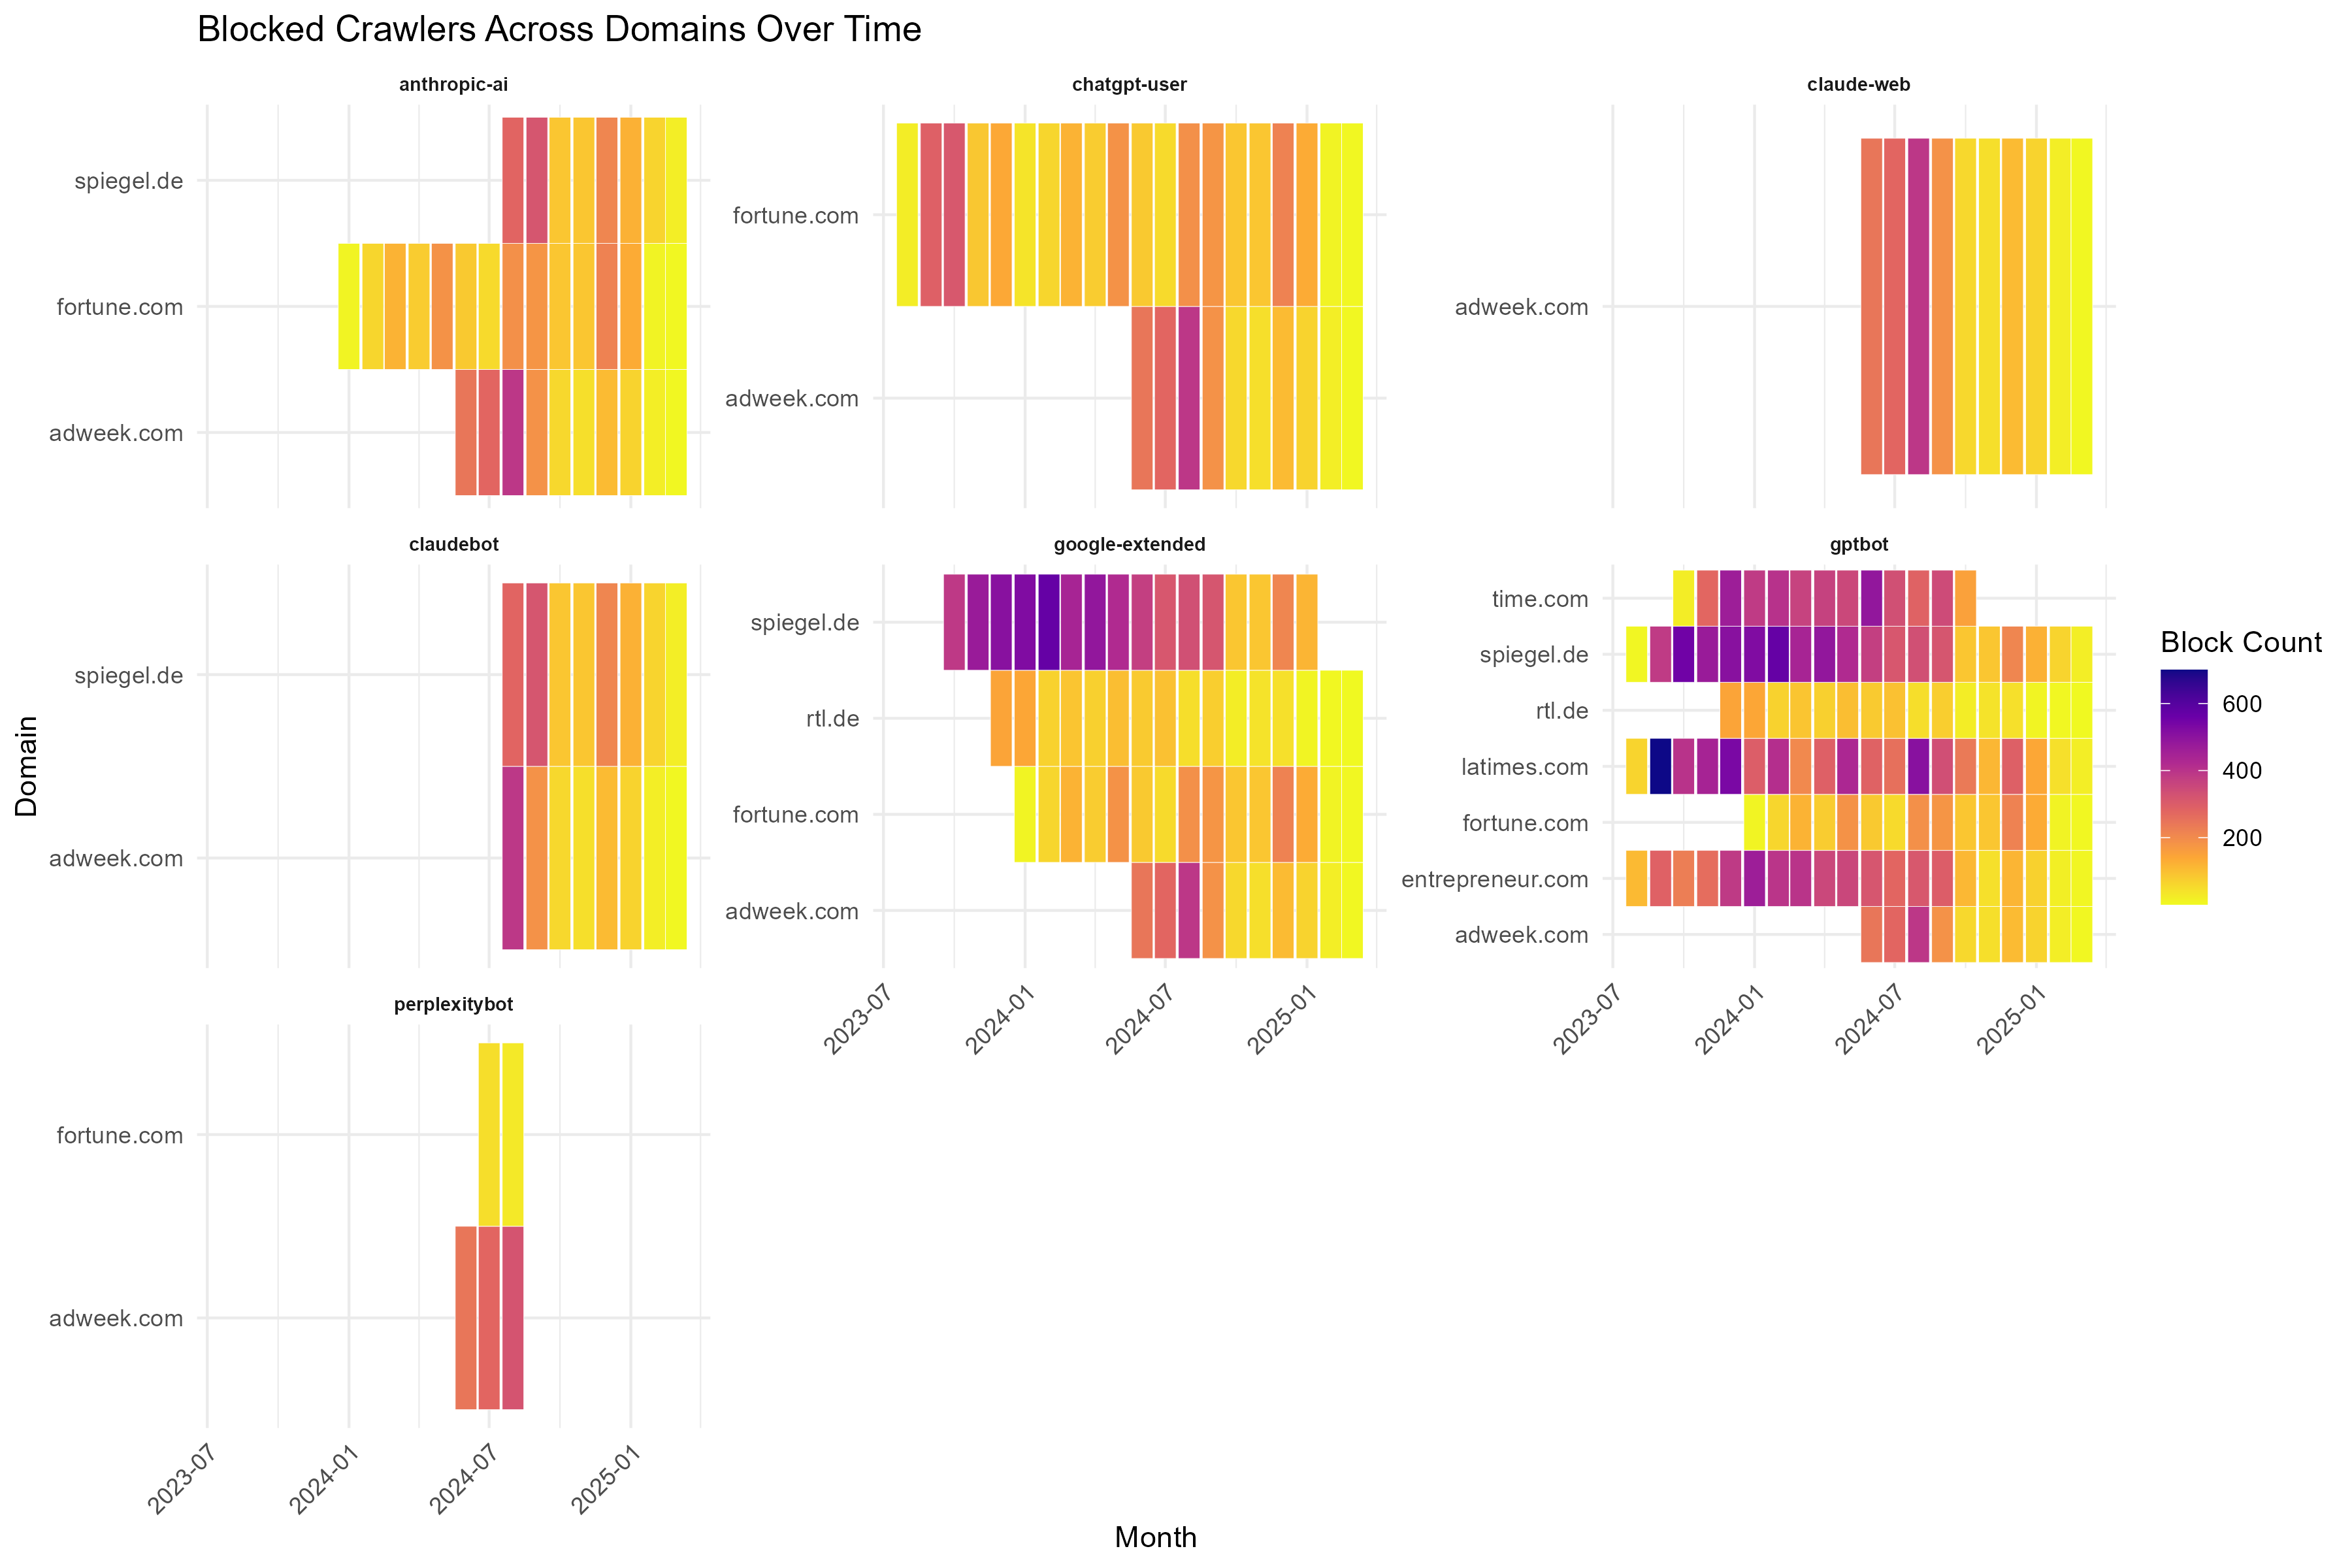 Blocked Crawlers Across Domains Over Time
anthropic-ai
spiegel.de
fortune.com
adweek.com
chatgpt-user
fortune.com
adweek.com
claude-web
adweek.com
claudebot
spiegel.de
adweek.com
google-extended
spiegel.de
rtl.de
fortune.com
adweek.com
2023-07
2024-01
2024-07
2025-01
gptbot
time.com
spiegel.de
rtl.de
latimes.com
fortune.com
entrepreneur.com
adweek.com
2023-07
2024-01
2024-07
2025-01
perplexitybot
fortune.com
adweek.com
2023-07
2024-01
2024-07
2025-01
Domain
Month
Block Count
600
400
200